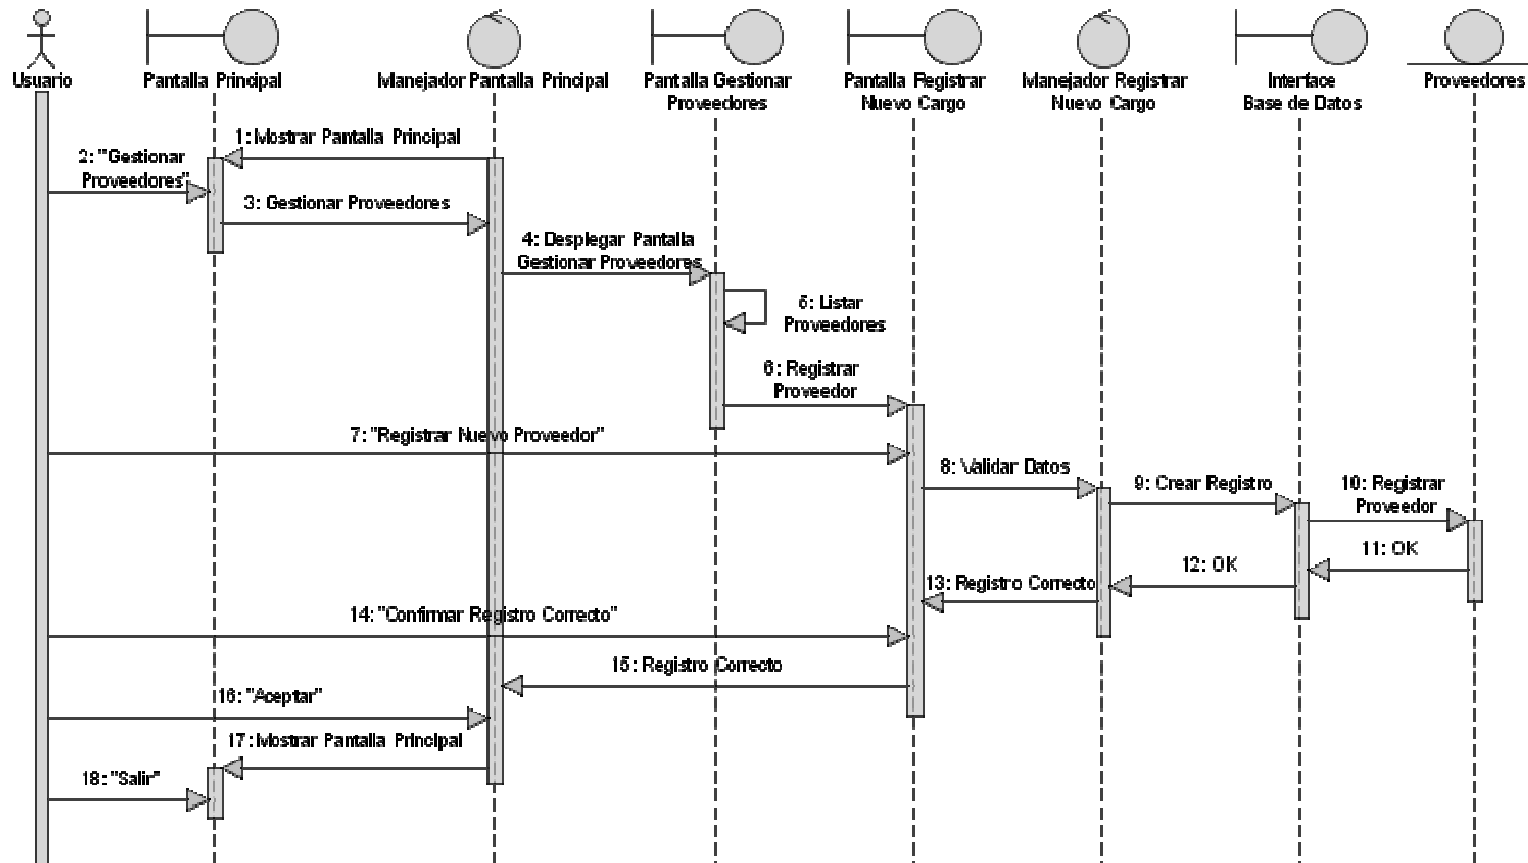 Usuario
Pantalla Principal
Manejador Pantalla Principal
Pantalla Gestionar
Proveedores
Pantalla Registrar
Nuevo Cargo
Manejador Registrar
Nuevo Cargo
Interface
Base de Datos
Proveedores
1: Mostrar Pantalla Principal
2: "Gestionar
Proveedores"
3: Gestionar Proveedores
4: Desplegar Pantalla
Gestionar Proveedores
5: Listar
Proveedores
6: Registrar
Proveedor
7: "Registrar Nuevo Proveedor"
8: Validar Datos
9: Crear Registro
10: Registrar
Proveedor
11: OK
12: OK
13: Registro Correcto
14: "Confirmar Registro Correcto"
15: Registro Correcto
16: "Aceptar"
17: Mostrar Pantalla Principal
18: "Salir"